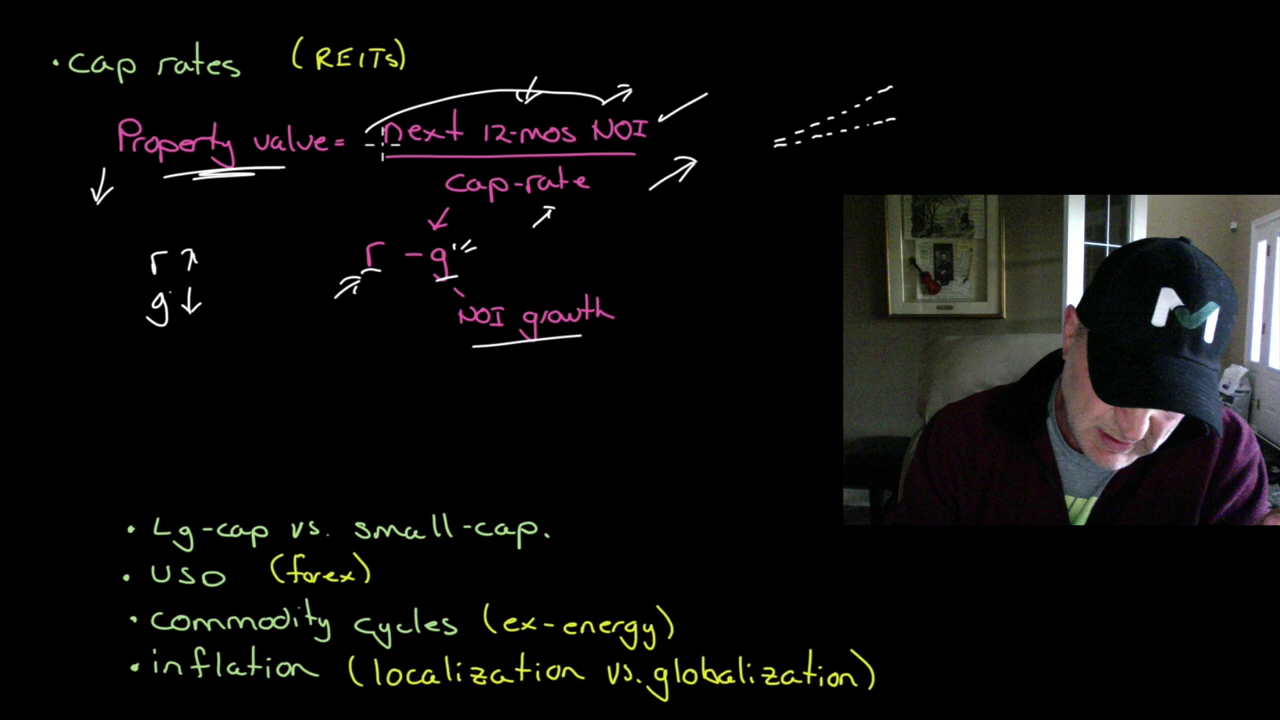 • cap rates (REITs)
Property value = next 12-mos NOI
cap-rate
r - g
r ↑
g ↓
NOI growth
• Lg-cap vs. small-cap.
• USD (forex)
• commodity cycles (ex-energy)
• inflation (localization vs. globalization)